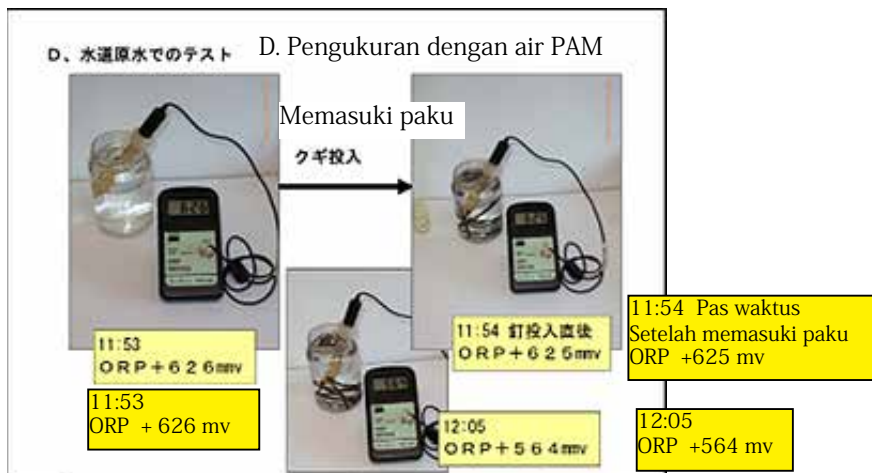 D、水道原水でのテスト
D. Pengukuran dengan air PAM
Memasuki paku
クギ投入
626
11:53
ORP+626mmv
11:53
ORP + 626 mv
11:54 釘投入直後
ORP+625mv
11:54 Pas waktus
Setelah memasuki paku
ORP +625 mv
12:05
ORP+564mv
12:05
ORP +564 mv